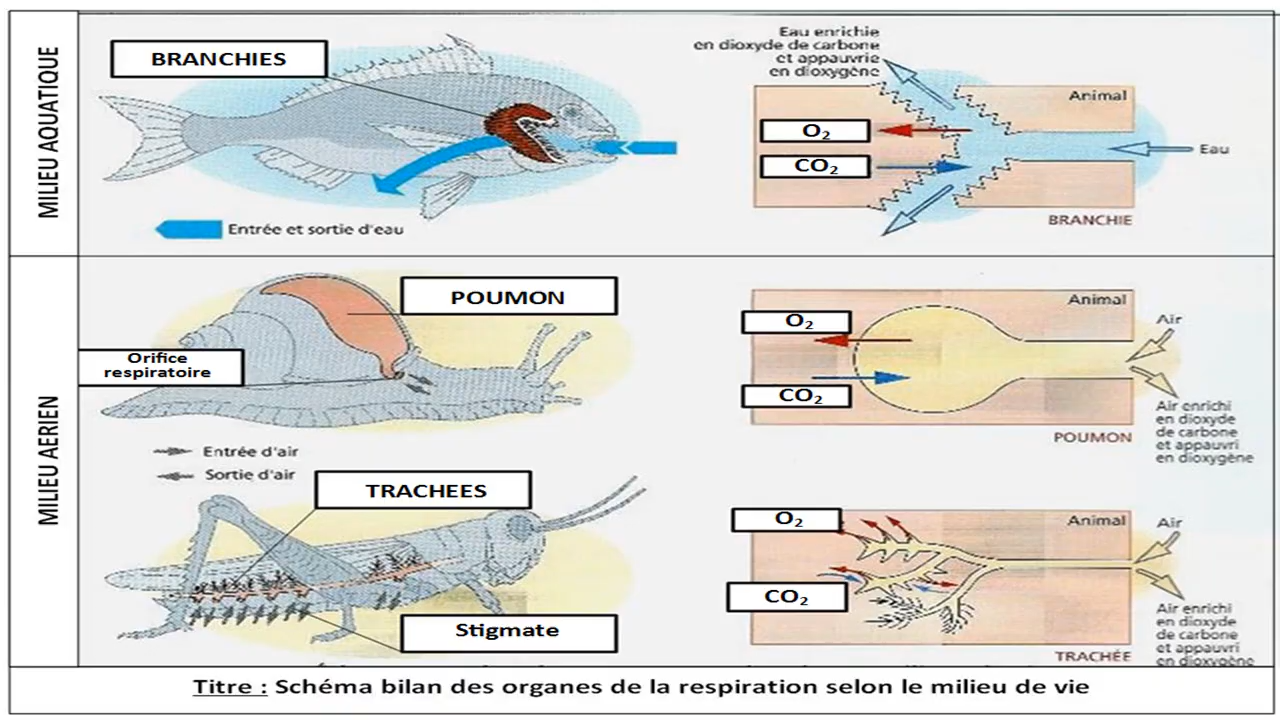 MILIEU AQUATIQUE
BRANCHIES
Entrée et sortie d'eau
Eau enrichie
en dioxyde de carbone
et appauvrie
en dioxygène
Animal
O₂
CO₂
Eau
BRANCHIE
MILIEU AERIEN
POUMON
Orifice
respiratoire
Entrée d'air
Sortie d'air
Animal
O₂
CO₂
Air
Air enrichi
en dioxyde
de carbone
et appauvri
en dioxygène
POUMON
TRACHEES
Stigmate
Animal
O₂
CO₂
Air
Air enrichi
en dioxyde
de carbone
et appauvri
en dioxygène
TRACHÉE
Titre : Schéma bilan des organes de la respiration selon le milieu de vie